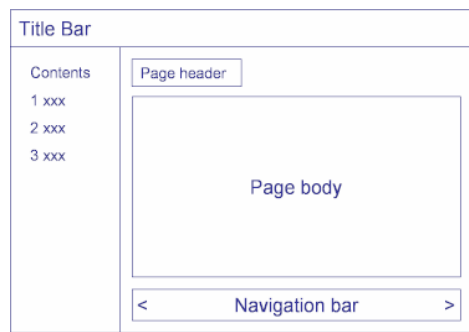 Title Bar
Contents
1 xxx
2 xxx
3 xxx
Page header
Page body
< Navigation bar >